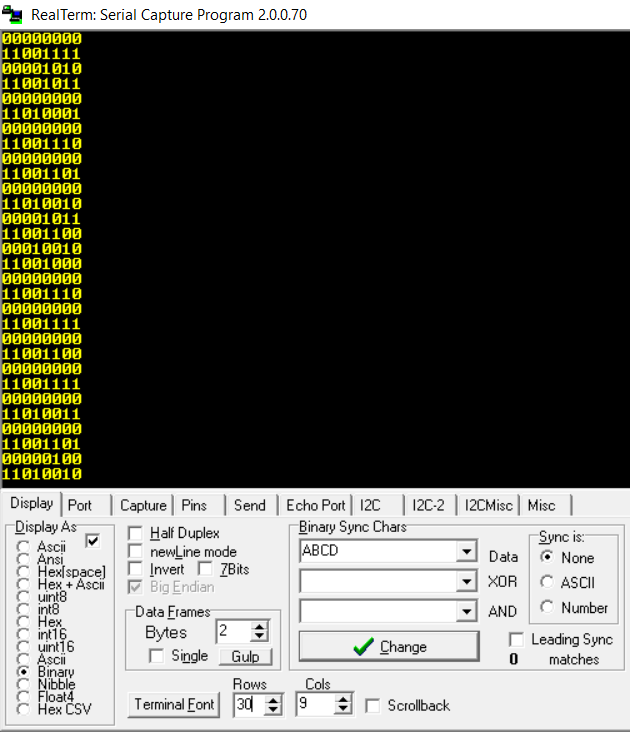 RealTerm: Serial Capture Program 2.0.0.70
00000000
11001111
00001010
11001011
00000000
11010001
00000000
11001110
00000000
11001101
00000000
11010010
00001011
11001100
00010010
11001000
00000000
11001110
00000000
11001111
00000000
11001100
00000000
11001111
00000000
11010011
00000000
11001101
00000100
11010010
Display Port Capture Pins Send Echo Port I2C I2C-2 I2CMisc Misc
Display As
Ascii
Ansi
Hex[space]
Hex + Ascii
uint8
int8
Hex
int16
uint16
Ascii
Binary
Nibble
Float4
Hex CSV
Half Duplex
newLine mode
Invert 7Bits
Big Endian
Data Frames
Bytes 2
Single Gulp
Binary Sync Chars
ABCD
Data
XOR
AND
Change
Sync is:
None
ASCII
Number
Leading Sync
0 matches
Terminal Font
Rows
30
Cols
9
Scrollback